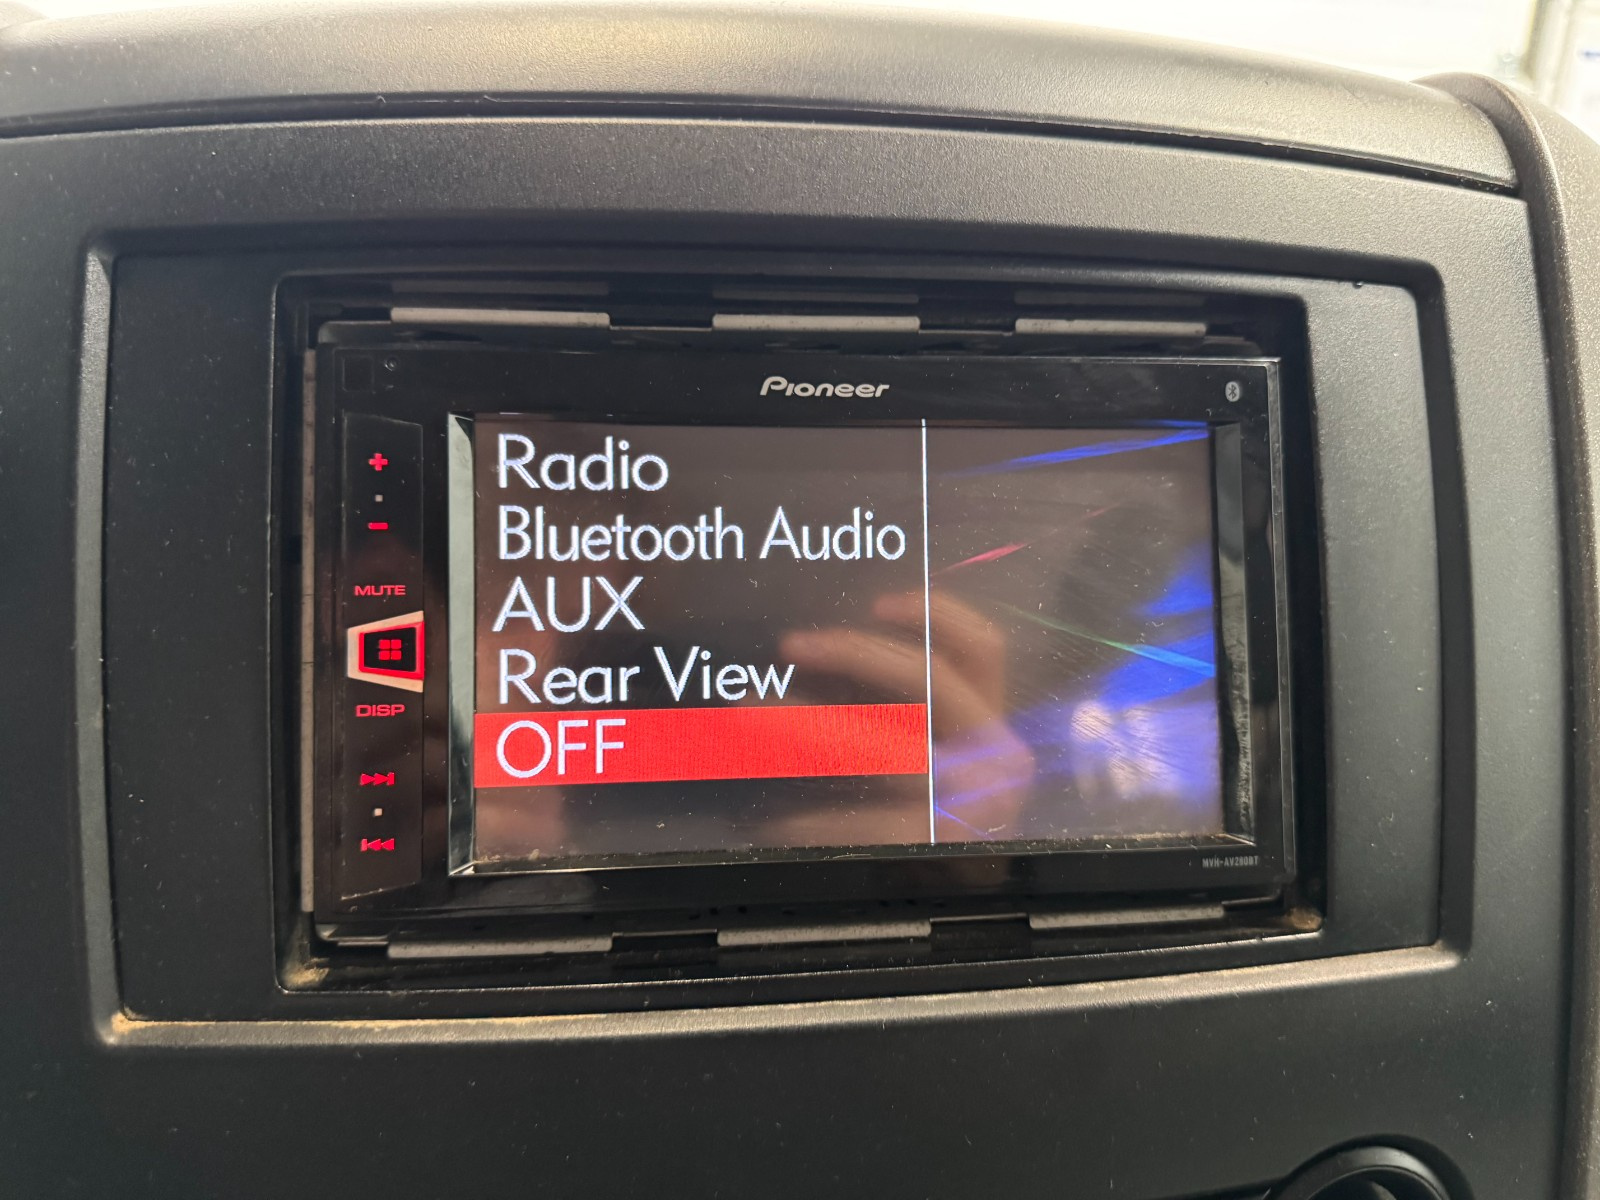 Pioneer
Radio
Bluetooth Audio
AUX
Rear View
OFF
MUTE
DISP
MVH-AV280BT